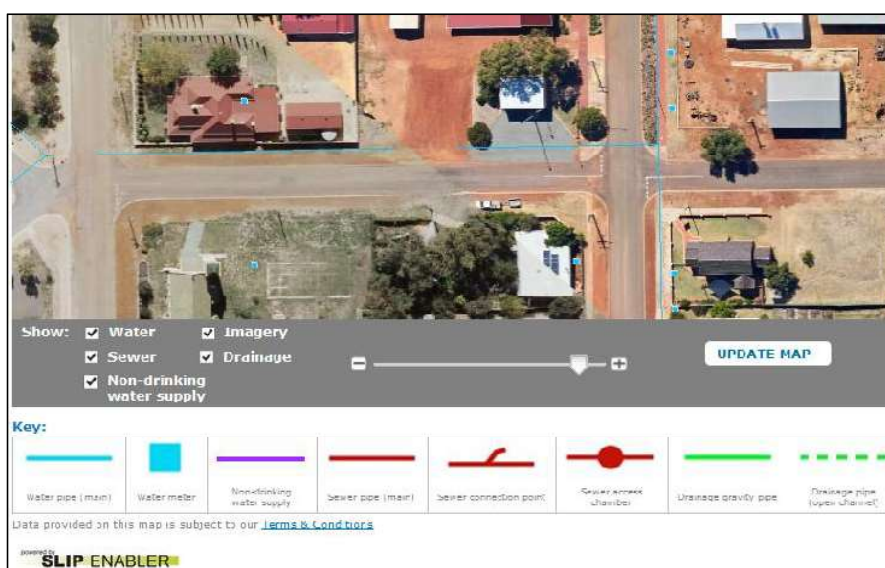 Show: Water Imagery
Sewer Drainage
Non-drinking
water supply
UPDATE MAP
Key:
Water pipe (main) Water meter Non-drinking water supply Sewer pipe (main) Sewer connection point Sewer access chamber Drainage gravity pipe Drainage pipe (open channel)
Data provided on this map is subject to our Terms & Conditions
powered by
SLIP ENABLER